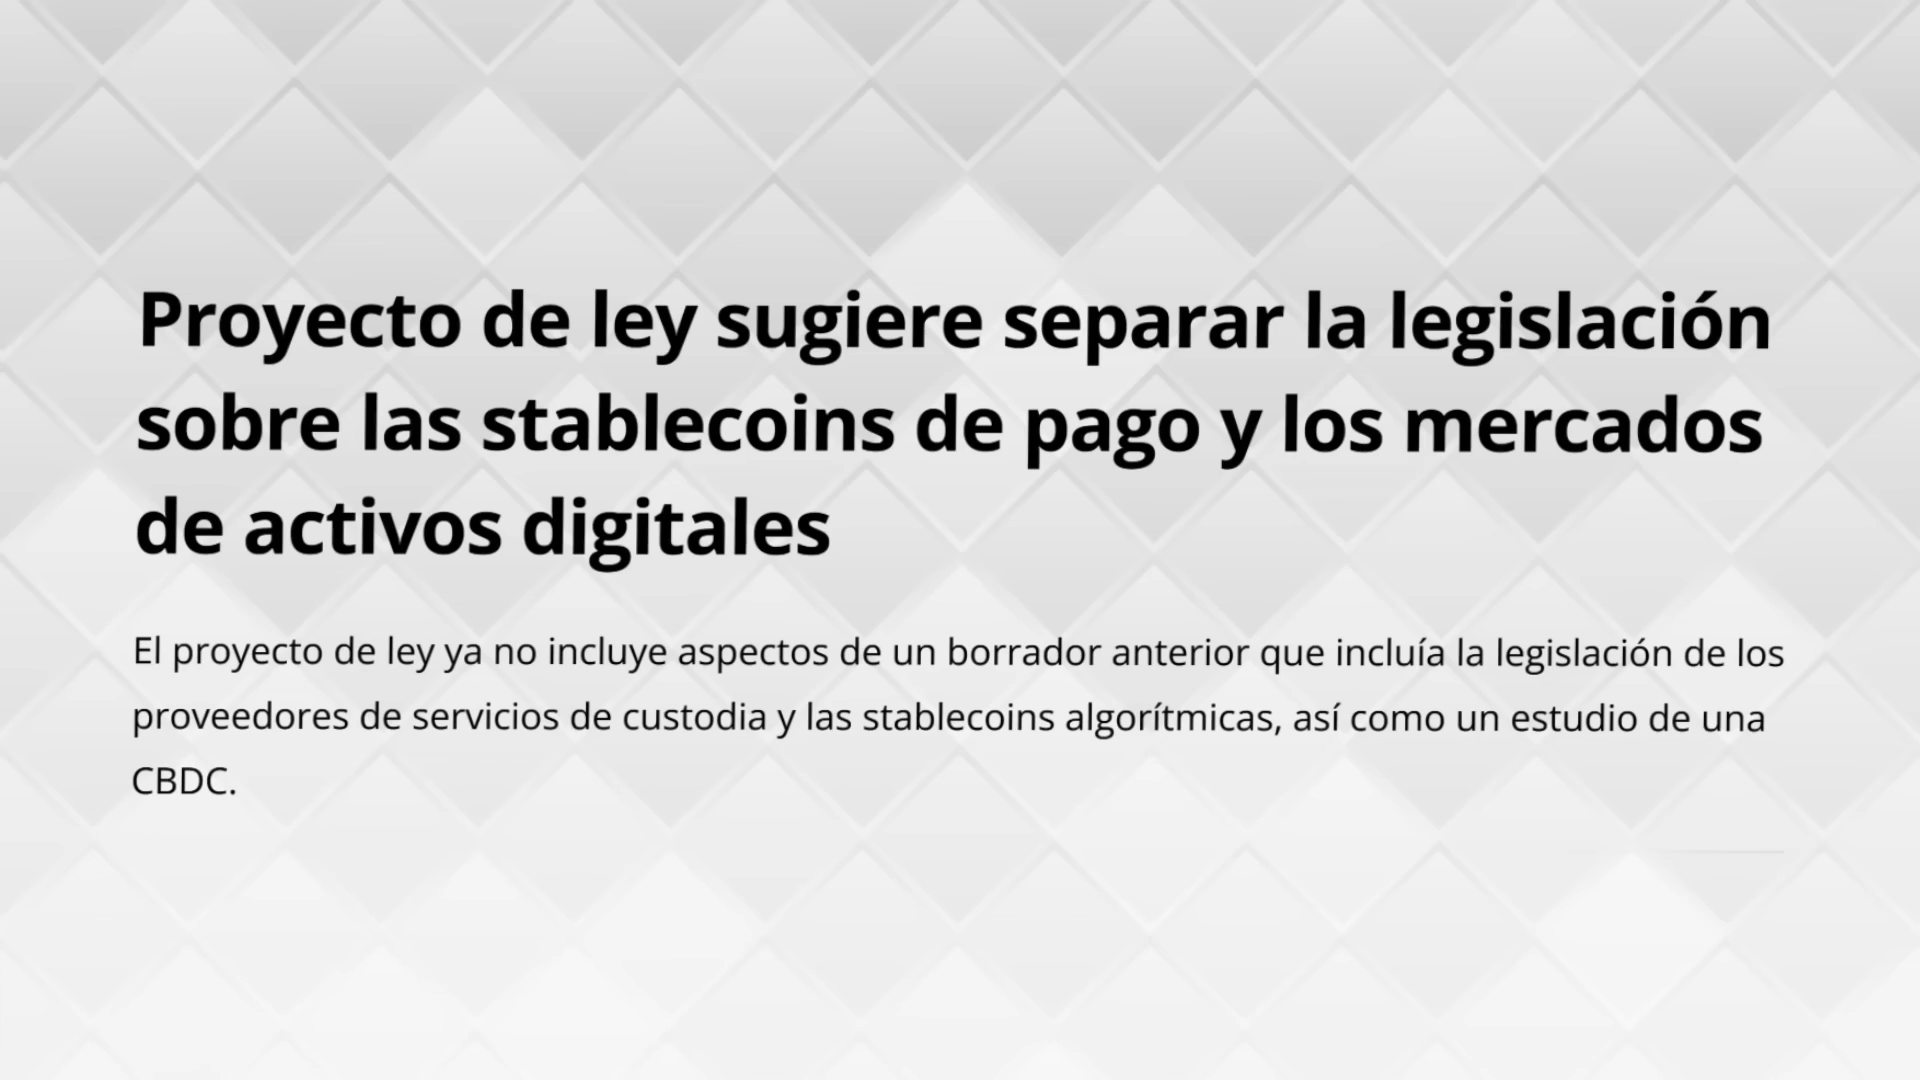 Proyecto de ley sugiere separar la legislación
sobre las stablecoins de pago y los mercados
de activos digitales
El proyecto de ley ya no incluye aspectos de un borrador anterior que incluía la legislación de los
proveedores de servicios de custodia y las stablecoins algorítmicas, así como un estudio de una
CBDC.